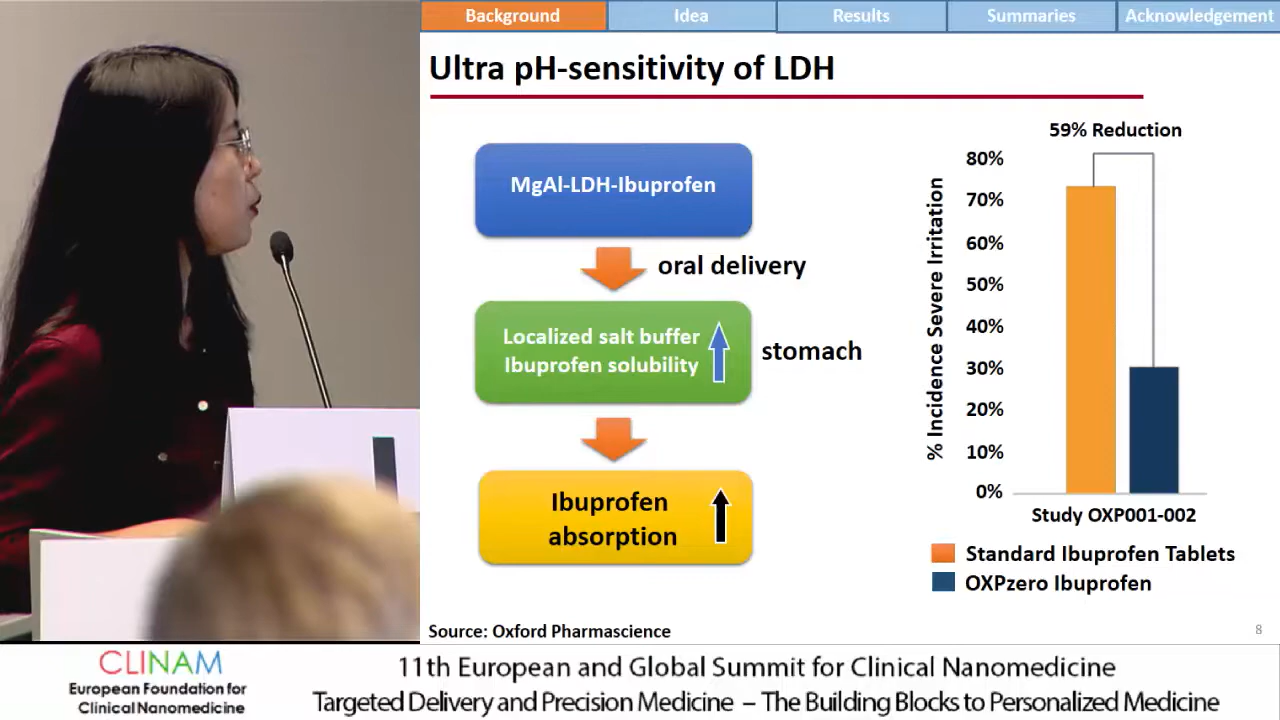 Background
Idea
Results
Summaries
Acknowledgement
Ultra pH-sensitivity of LDH
MgAl-LDH-Ibuprofen
oral delivery
Localized salt buffer
Ibuprofen solubility
stomach
Ibuprofen
absorption
59% Reduction
% Incidence Severe Irritation
80%
70%
60%
50%
40%
30%
20%
10%
0%
Study OXP001-002
Standard Ibuprofen Tablets
OXPzero Ibuprofen
Source: Oxford Pharmascience
8
CLINAM
European Foundation for
Clinical Nanomedicine
11th European and Global Summit for Clinical Nanomedicine
Targeted Delivery and Precision Medicine – The Building Blocks to Personalized Medicine